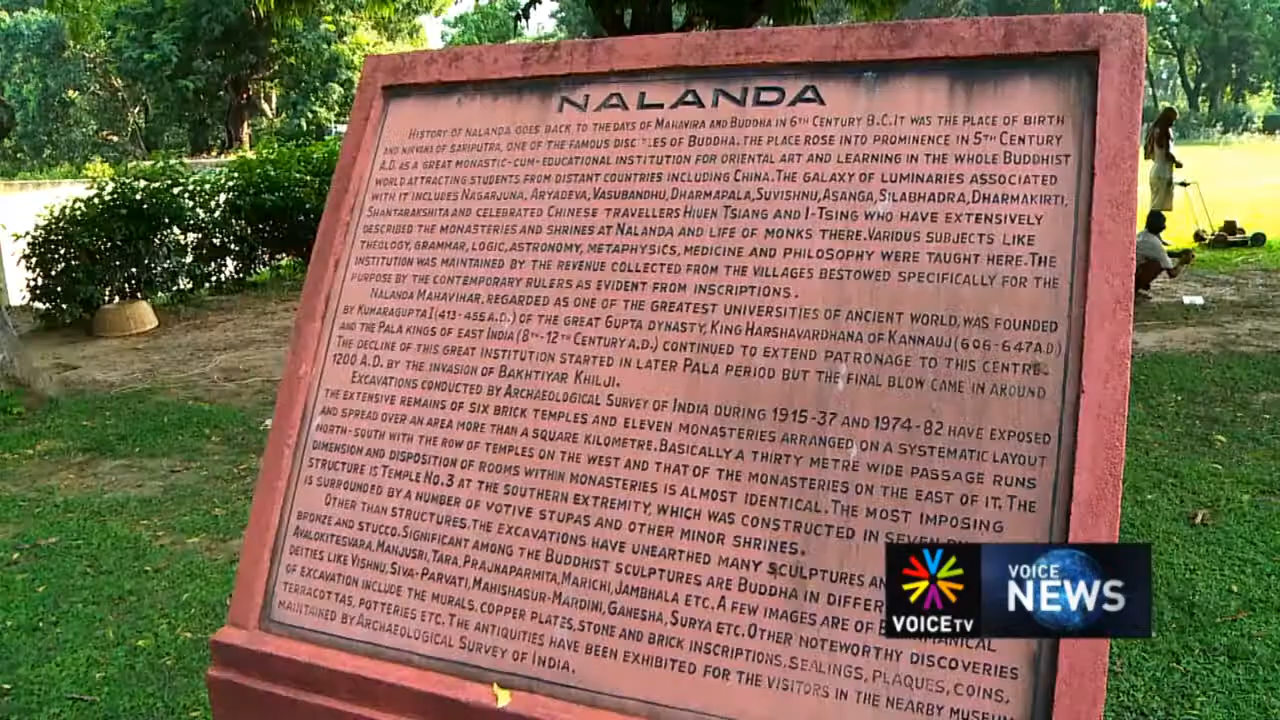 NALANDA
HISTORY OF NALANDA GOES BACK TO THE DAYS OF MAHAVIRA AND BUDDHA IN 6TH CENTURY B.C.IT WAS THE PLACE OF BIRTH
AND NIRVANA OF SARIPUTRA, ONE OF THE FAMOUS DISC LES OF BUDDHA. THE PLACE ROSE INTO PROMINENCE IN 5TH CENTURY
A.D. AS A GREAT MONASTIC-CUM-EDUCATIONAL INSTITUTION FOR ORIENTAL ART AND LEARNING IN THE WHOLE BUDDHIST
WORLD ATTRACTING STUDENTS FROM DISTANT COUNTRIES INCLUDING CHINA. THE GALAXY OF LUMINARIES ASSOCIATED
WITH IT INCLUDES NAGARJUNA, ARYADEVA, VASUBANDHU, DHARMAPALA, SUVISHNU, ASANGA, SILABHADRA, DHARMAKIRTI,
SHANTARAKSHITA AND CELEBRATED CHINESE TRAVELLERS HIUEN TSIANG AND I-TSING WHO HAVE EXTENSIVELY
DESCRIBED THE MONASTERIES AND SHRINES AT NALANDA AND LIFE OF MONKS THERE. VARIOUS SUBJECTS LIKE
THEOLOGY, GRAMMAR, LOGIC, ASTRONOMY, METAPHYSICS, MEDICINE AND PHILOSOPHY WERE TAUGHT HERE. THE
INSTITUTION WAS MAINTAINED BY THE REVENUE COLLECTED FROM THE VILLAGES BESTOWED SPECIFICALLY FOR THE
PURPOSE BY THE CONTEMPORARY RULERS AS EVIDENT FROM INSCRIPTIONS.
NALANDA MAHAVIHAR, REGARDED AS ONE OF THE GREATEST UNIVERSITIES OF ANCIENT WORLD, WAS FOUNDED
BY KUMARAGUPTA I (413-455 A.D.) OF THE GREAT GUPTA DYNASTY, KING HARSHAVARDHANA OF KANNAUJ (606-647 A.D)
AND THE PALA KINGS OF EAST INDIA (8TH-12TH CENTURY A.D.) CONTINUED TO EXTEND PATRONAGE TO THIS CENTRE.
THE DECLINE OF THIS GREAT INSTITUTION STARTED IN LATER PALA PERIOD BUT THE FINAL BLOW CAME IN AROUND
1200 A.D. BY THE INVASION OF BAKHTIYAR KHILJI.
EXCAVATIONS CONDUCTED BY ARCHAEOLOGICAL SURVEY OF INDIA DURING 1915-37 AND 1974-82 HAVE EXPOSED
THE EXTENSIVE REMAINS OF SIX BRICK TEMPLES AND ELEVEN MONASTERIES ARRANGED ON A SYSTEMATIC LAYOUT
AND SPREAD OVER AN AREA MORE THAN A SQUARE KILOMETRE. BASICALLY A THIRTY METRE WIDE PASSAGE RUNS
NORTH-SOUTH WITH THE ROW OF TEMPLES ON THE WEST AND THAT OF THE MONASTERIES ON THE EAST OF IT. THE
DIMENSION AND DISPOSITION OF ROOMS WITHIN MONASTERIES IS ALMOST IDENTICAL. THE MOST IMPOSING
STRUCTURE IS TEMPLE NO.3 AT THE SOUTHERN EXTREMITY, WHICH WAS CONSTRUCTED IN SEVEN
IS SURROUNDED BY A NUMBER OF VOTIVE STUPAS AND OTHER MINOR SHRINES.
OTHER THAN STRUCTURES, THE EXCAVATIONS HAVE UNEARTHED MANY SCULPTURES AN
BRONZE AND STUCCO. SIGNIFICANT AMONG THE BUDDHIST SCULPTURES ARE BUDDHA IN DIFFER
AVALOKITESVARA, MANJUSRI, TARA, PRAJNAPARMITA, MARICHI, JAMBHALA ETC. A FEW IMAGES ARE OF
DEITIES LIKE VISHNU, SIVA-PARVATI, MAHISHASUR-MARDINI, GANESHA, SURYA ETC. OTHER NOTEWORTHY DISCOVERIES
OF EXCAVATION INCLUDE THE MURALS, COPPER PLATES, STONE AND BRICK INSCRIPTIONS, SEALINGS, PLAQUES, COINS,
TERRACOTTAS, POTTERIES ETC. THE ANTIQUITIES HAVE BEEN EXHIBITED FOR THE VISITORS IN THE NEARBY MUSEUM
MAINTAINED BY ARCHAEOLOGICAL SURVEY OF INDIA.
VOICE TV
VOICE
NEWS